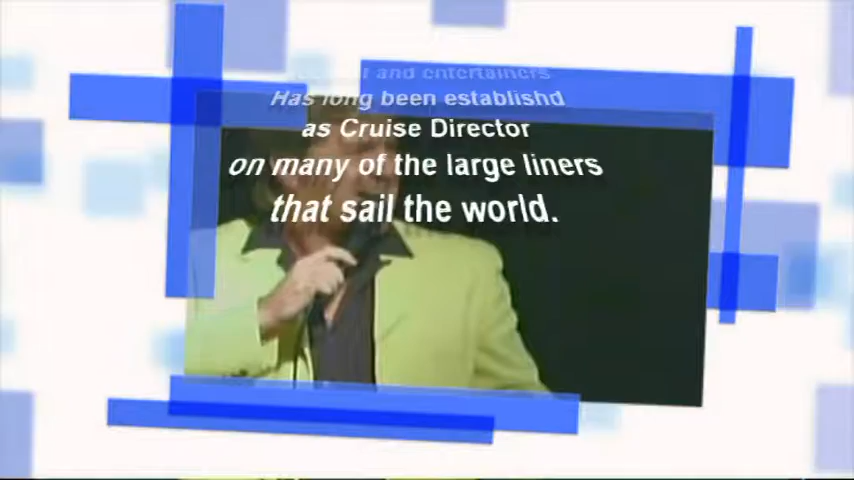 and entertainers
Has long been establishd
as Cruise Director
on many of the large liners
that sail the world.